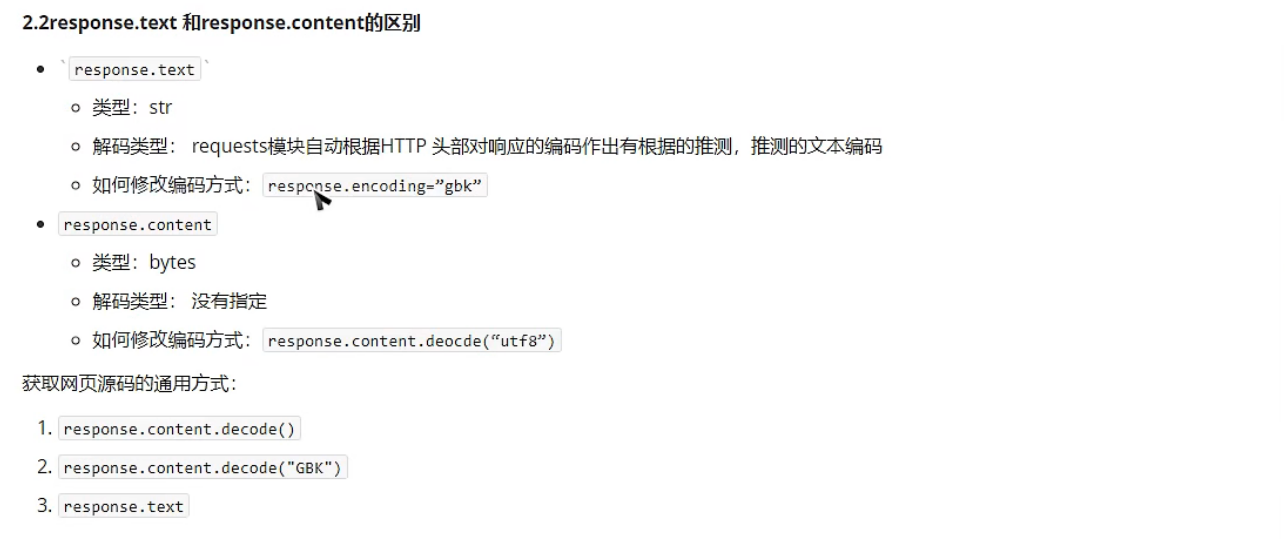 2.2response.text 和response.content的区别
`response.text`
类型：str
解码类型： requests模块自动根据HTTP 头部对响应的编码作出有根据的推测，推测的文本编码
如何修改编码方式：response.encoding=”gbk”
response.content
类型：bytes
解码类型： 没有指定
如何修改编码方式：response.content.deocde(“utf8”)
获取网页源码的通用方式：
1. response.content.decode()
2. response.content.decode("GBK")
3. response.text